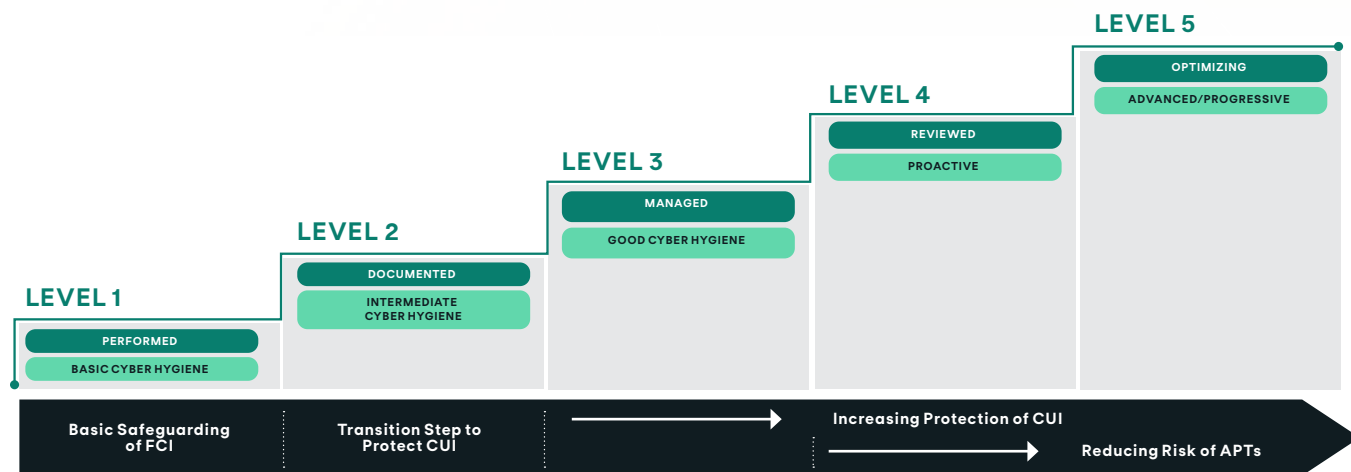 LEVEL 1
PERFORMED
BASIC CYBER HYGIENE
LEVEL 2
DOCUMENTED
INTERMEDIATE
CYBER HYGIENE
LEVEL 3
MANAGED
GOOD CYBER HYGIENE
LEVEL 4
REVIEWED
PROACTIVE
LEVEL 5
OPTIMIZING
ADVANCED/PROGRESSIVE
Basic Safeguarding
of FCI
Transition Step to
Protect CUI
Increasing Protection of CUI
Reducing Risk of APTs